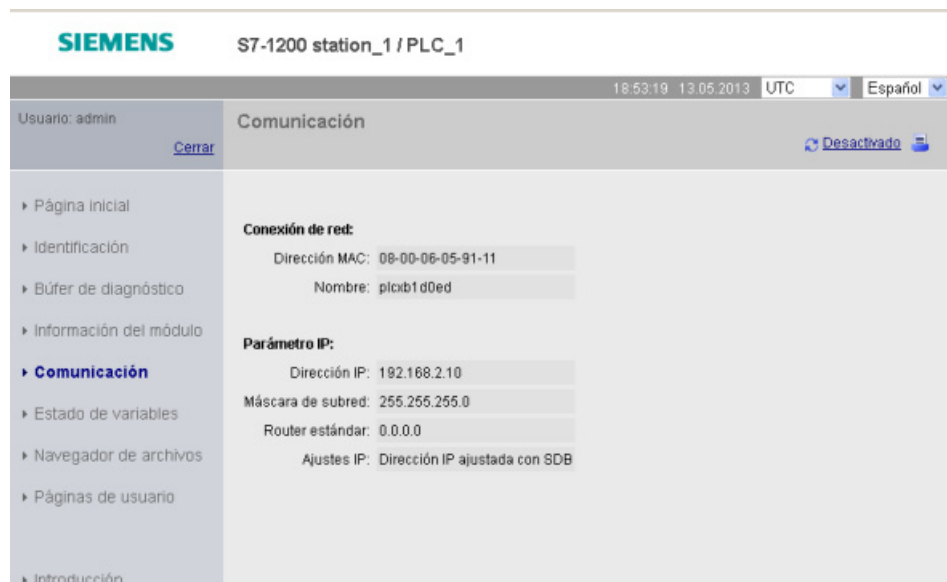 SIEMENS S7-1200 station_1 / PLC_1
18:53:19 13.05.2013 UTC Español
Usuario: admin
Comunicación
Cerrar
Desactivado
Página inicial
Identificación
Búfer de diagnóstico
Información del módulo
Comunicación
Estado de variables
Navegador de archivos
Páginas de usuario
Introducción
Conexión de red:
Dirección MAC: 08-00-06-05-91-11
Nombre: plcxb1d0ed
Parámetro IP:
Dirección IP: 192.168.2.10
Máscara de subred: 255.255.255.0
Router estándar: 0.0.0.0
Ajustes IP: Dirección IP ajustada con SDB